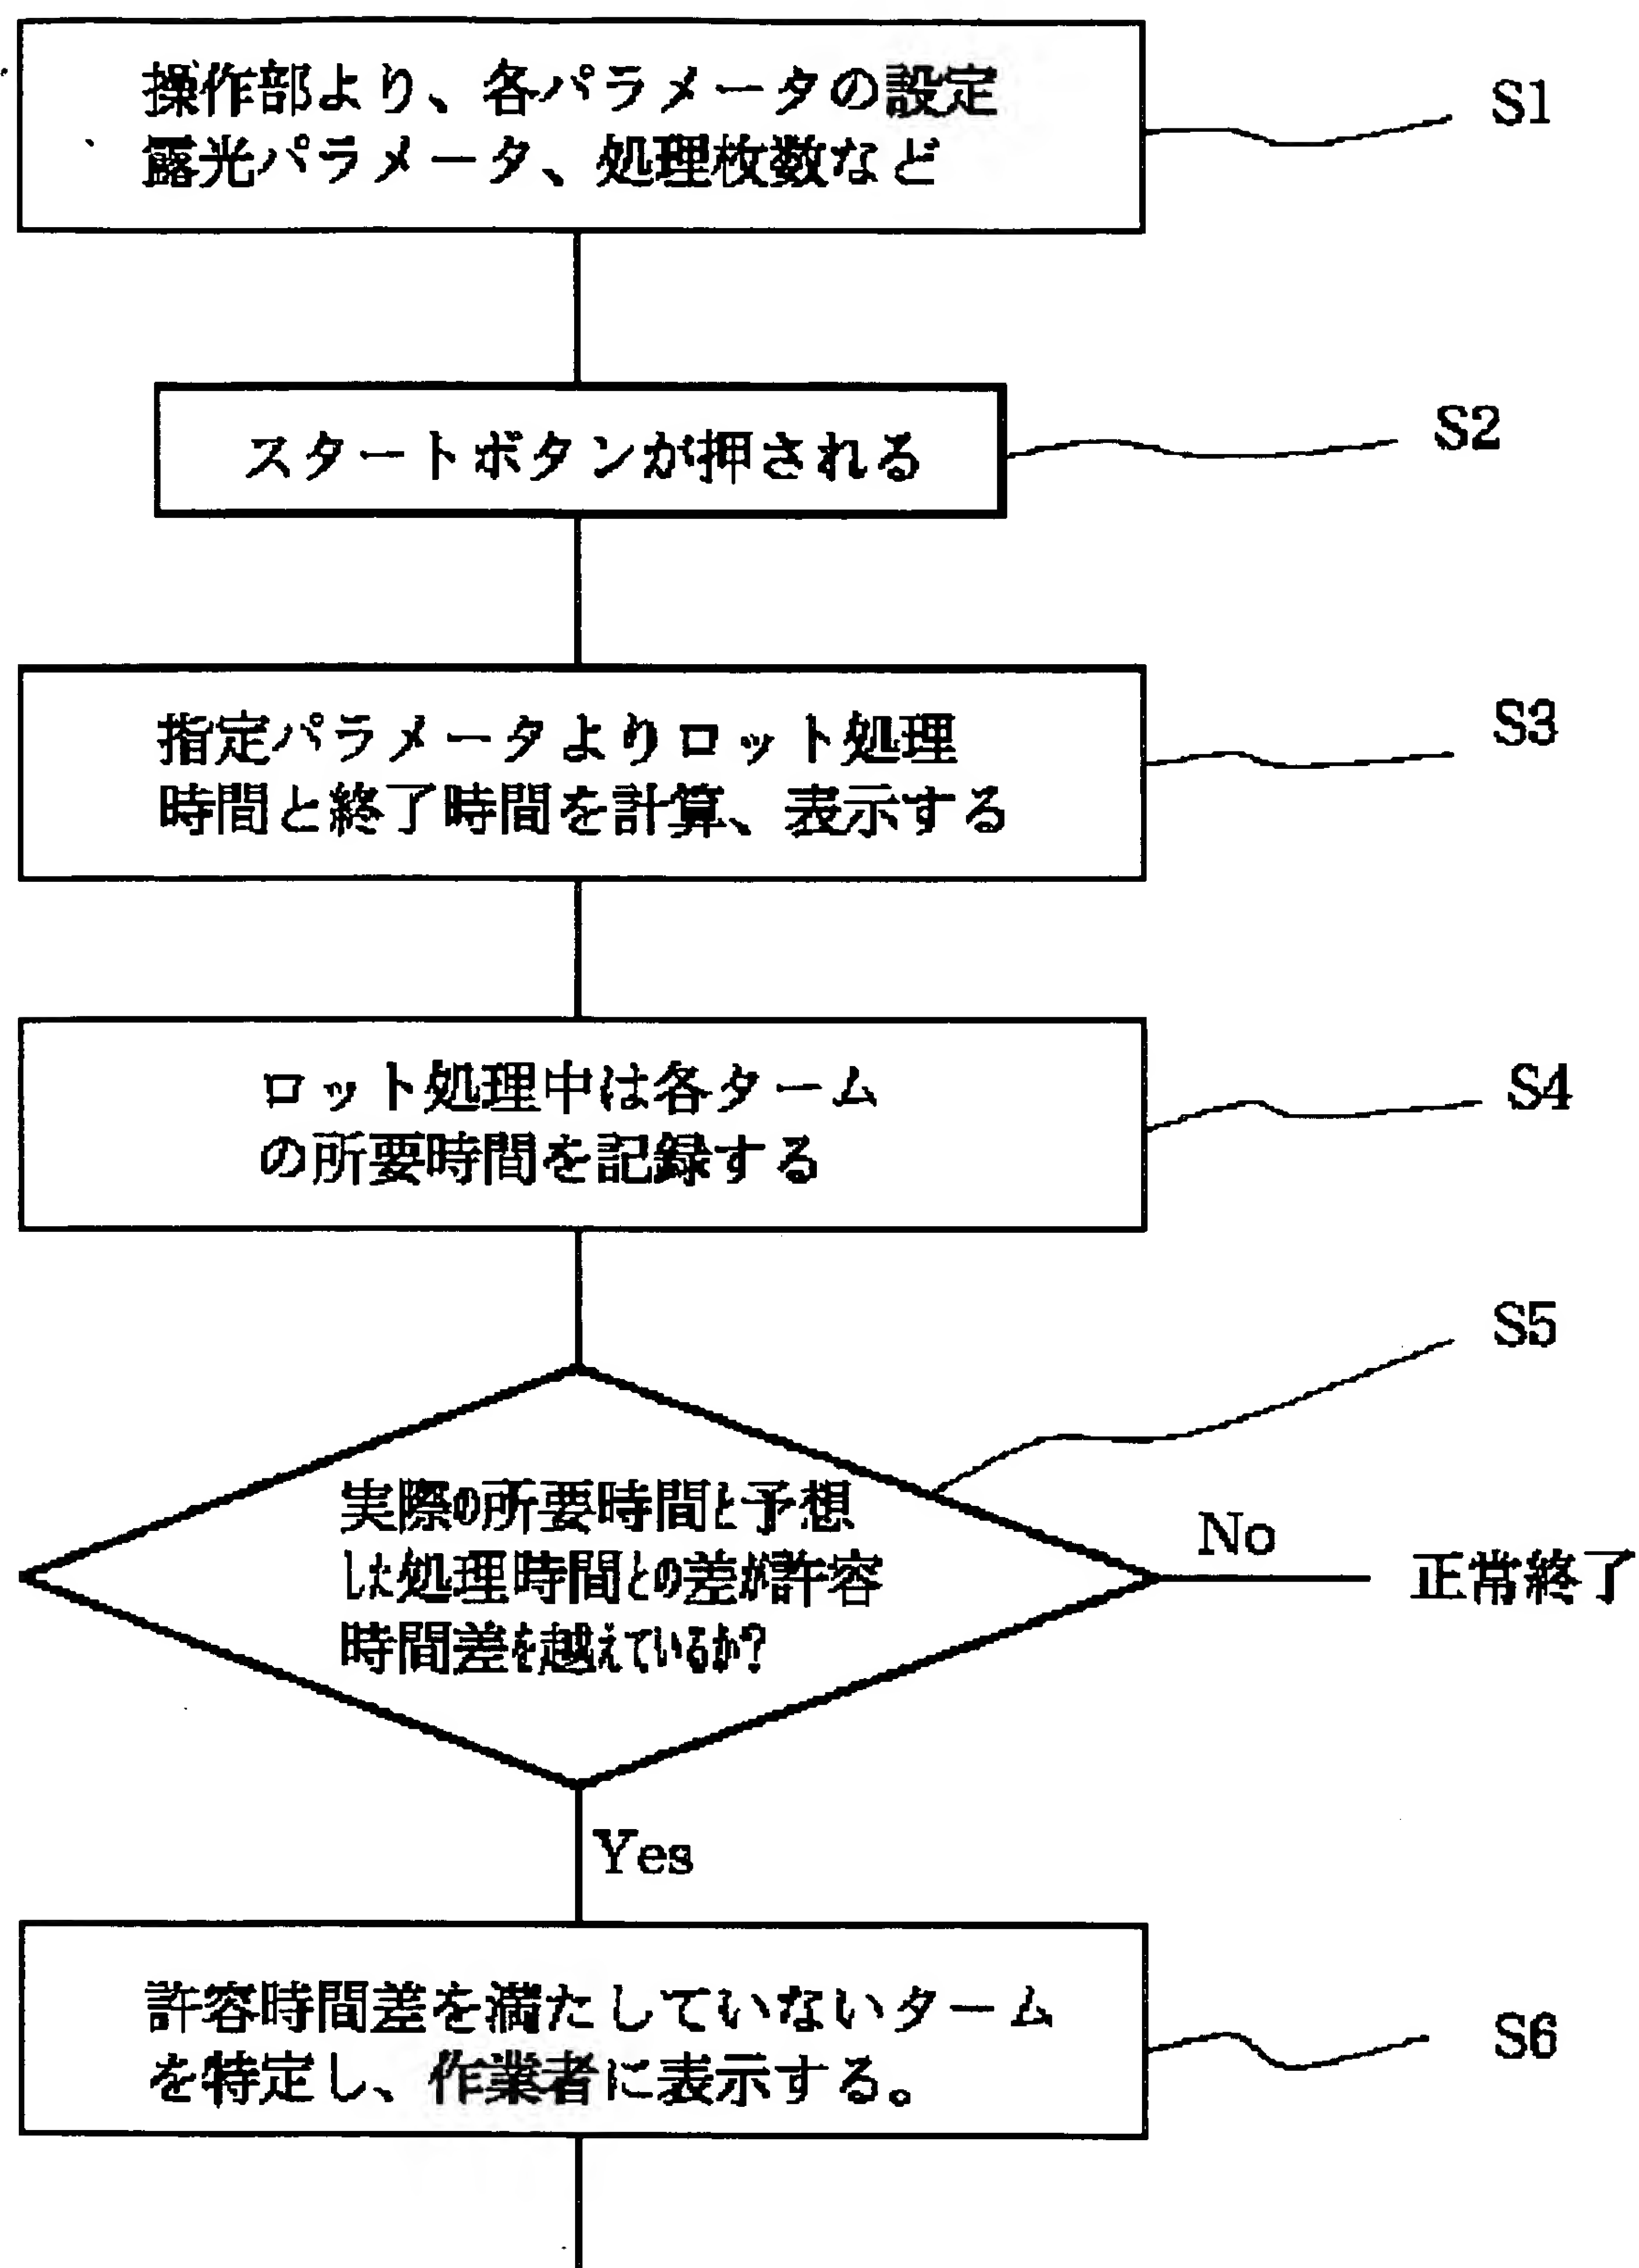 操作部より、各パラメータの設定
露光パラメータ、処理枚数など
S1
スタートボタンが押される
S2
指定パラメータよりロット処理
時間と終了時間を計算、表示する
S3
ロット処理中は各ターム
の所要時間を記録する
S4
S5
実際の所要時間と予想
した処理時間との差が許容
時間差を越えているか?
No
正常終了
Yes
許容時間差を満たしていないターム
を特定し、作業者に表示する。
S6